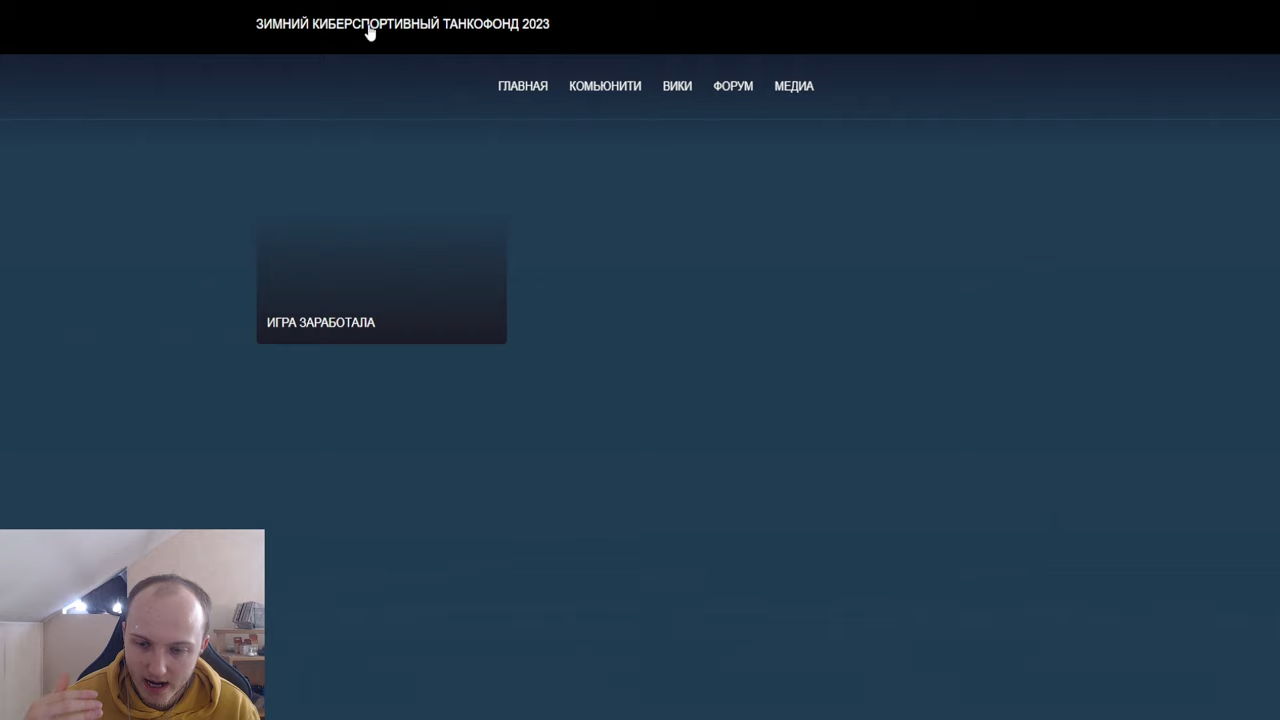 ЗИМНИЙ КИБЕРСПОРТИВНЫЙ ТАНКОФОНД 2023
ГЛАВНАЯ КОМЬЮНИТИ ВИКИ ФОРУМ МЕДИА
ИГРА ЗАРАБОТАЛА